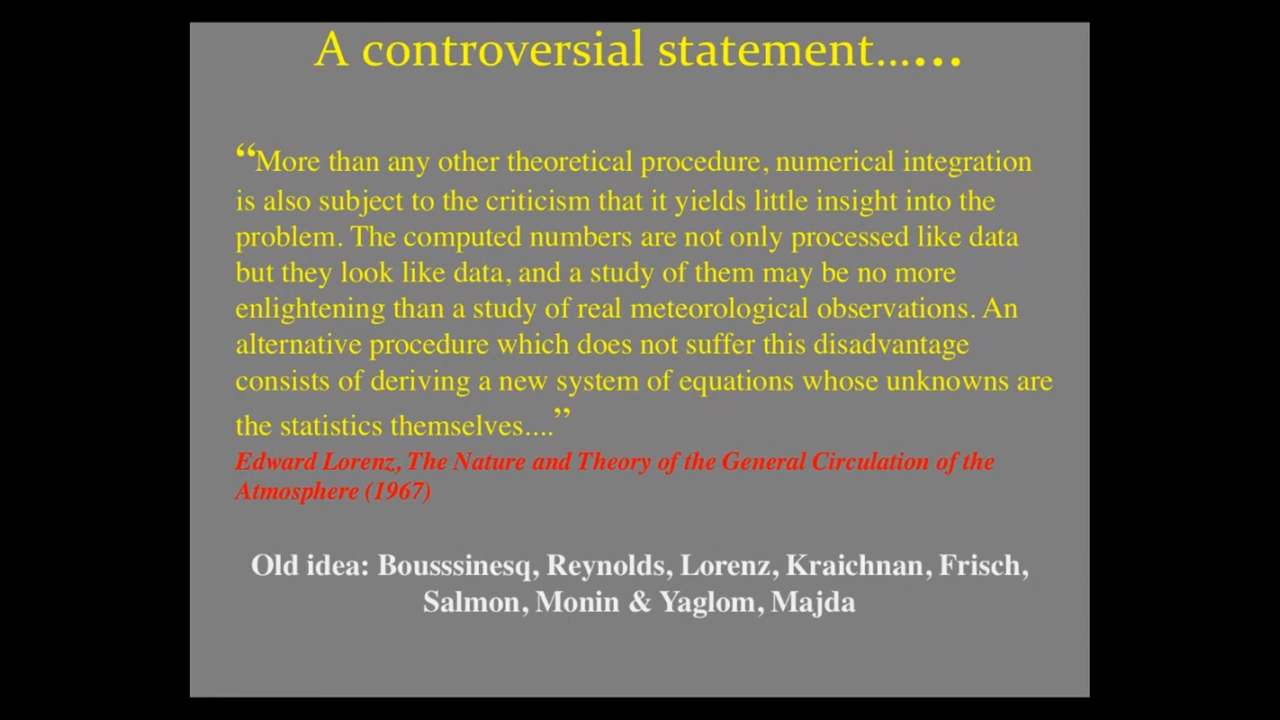 A controversial statement……
“More than any other theoretical procedure, numerical integration
is also subject to the criticism that it yields little insight into the
problem. The computed numbers are not only processed like data
but they look like data, and a study of them may be no more
enlightening than a study of real meteorological observations. An
alternative procedure which does not suffer this disadvantage
consists of deriving a new system of equations whose unknowns are
the statistics themselves....”
Edward Lorenz, The Nature and Theory of the General Circulation of the
Atmosphere (1967)
Old idea: Bousssinesq, Reynolds, Lorenz, Kraichnan, Frisch,
Salmon, Monin & Yaglom, Majda